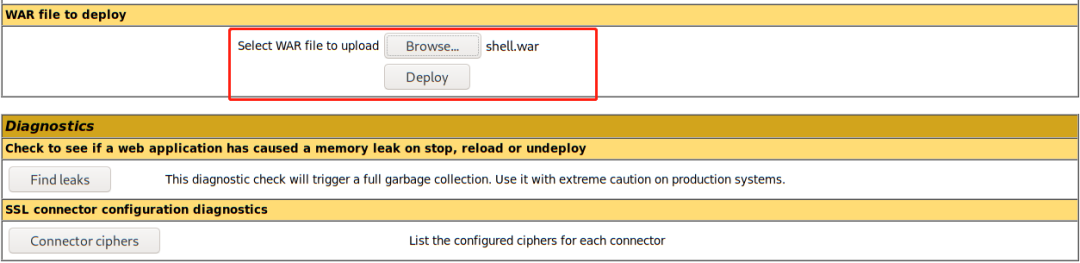 WAR file to deploy
Select WAR file to upload Browse... shell.war
Deploy
Diagnostics
Check to see if a web application has caused a memory leak on stop, reload or undeploy
Find leaks This diagnostic check will trigger a full garbage collection. Use it with extreme caution on production systems.
SSL connector configuration diagnostics
Connector ciphers List the configured ciphers for each connector